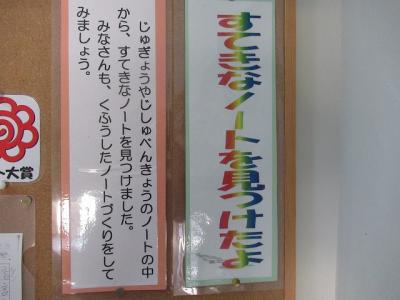 すてきなノートを見つけたよ
じゅぎょうやじしゅべんきょうのノートの中
から、すてきなノートを見つけました。
みなさんも、くふうしたノートづくりをして
みましょう。
ト大賞